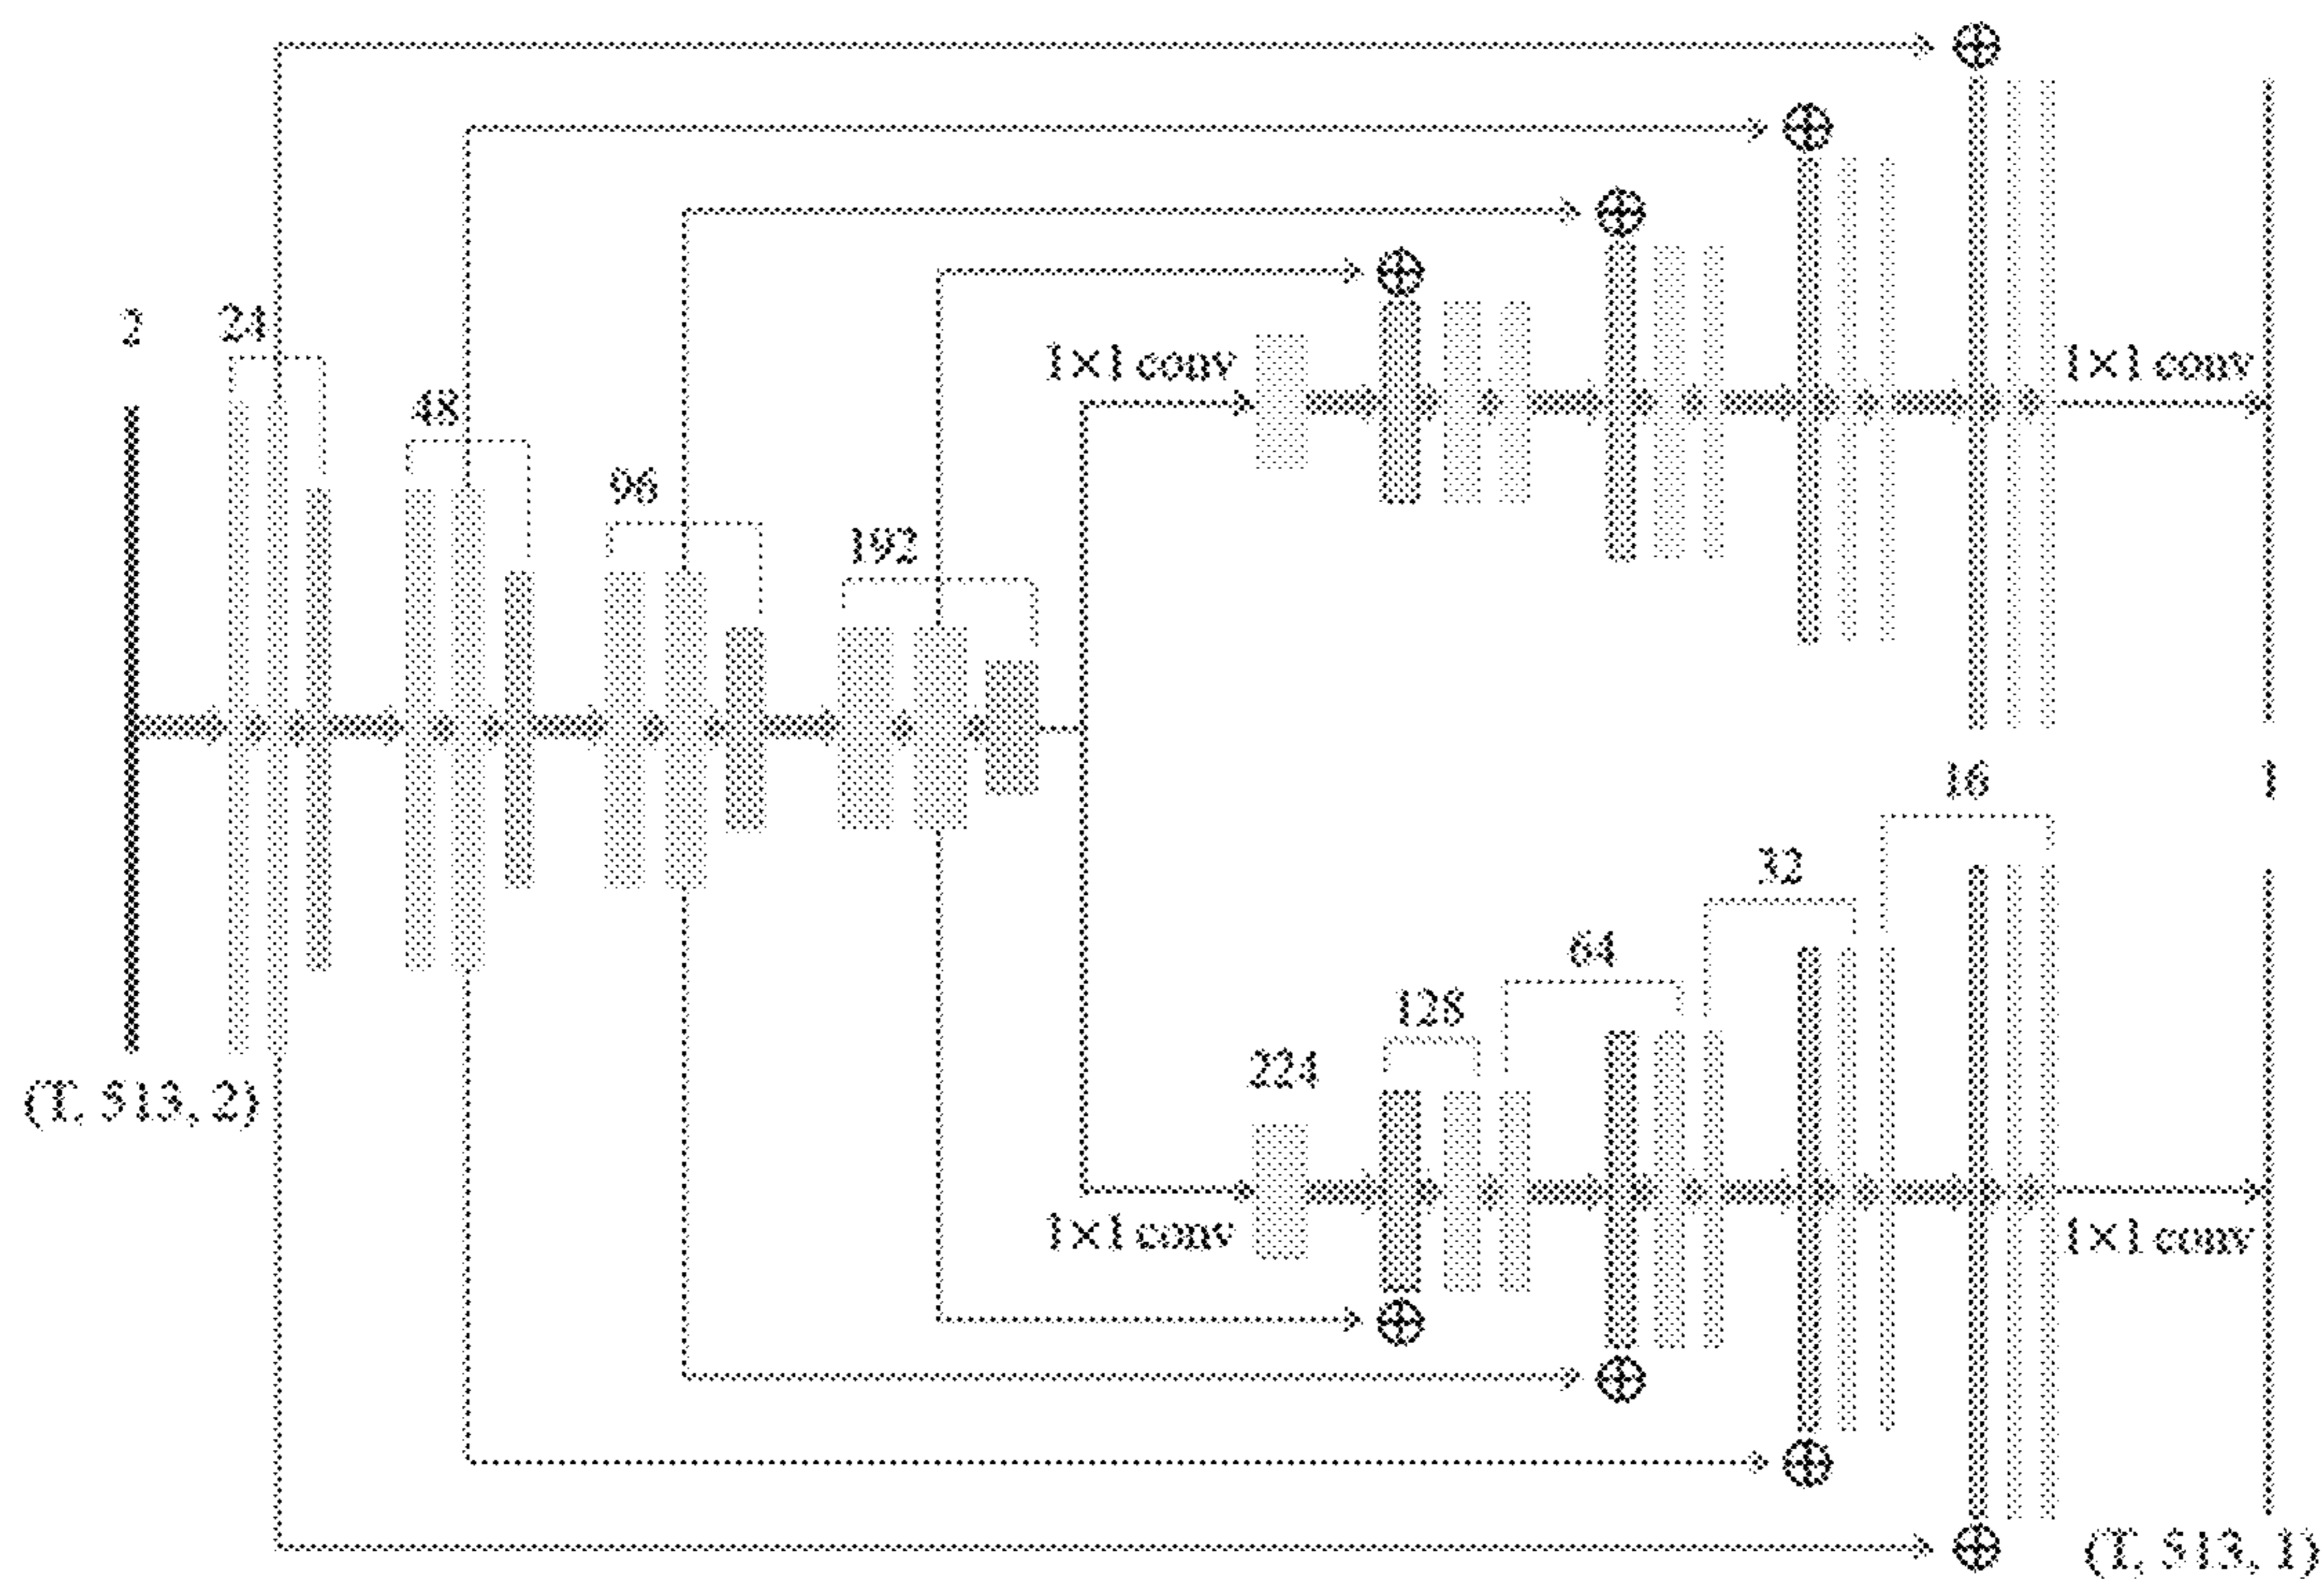 2
24
48
96
192
1×1 conv
1×1 conv
(T, 513, 2)
16
1
32
64
128
224
1×1 conv
1×1 conv
(T, 513, 1)